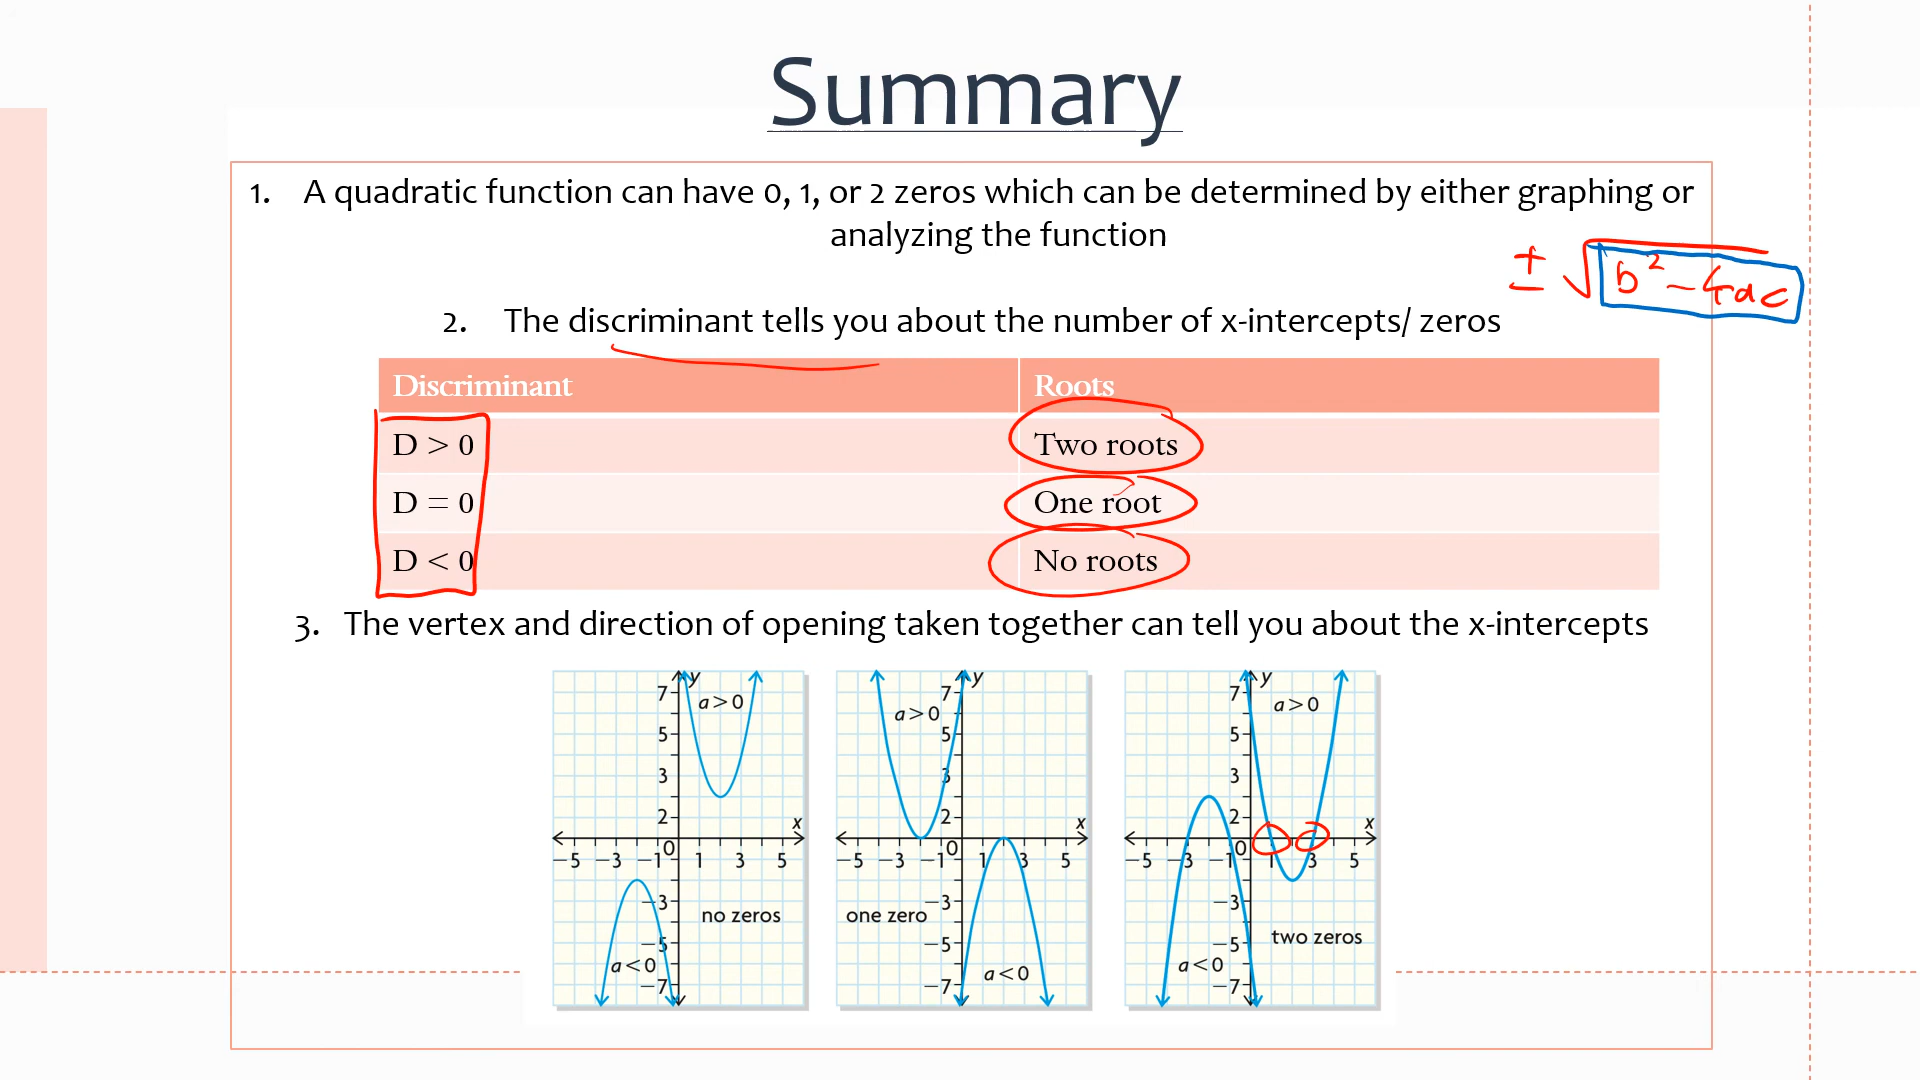 Summary
1. A quadratic function can have 0, 1, or 2 zeros which can be determined by either graphing or
analyzing the function
± √b² – 4ac
2. The discriminant tells you about the number of x-intercepts/ zeros
Discriminant Roots
D > 0 Two roots
D = 0 One root
D < 0 No roots
3. The vertex and direction of opening taken together can tell you about the x-intercepts
y
7
a > 0
5
3
2
x
−5 −3 −1 0 1 3 5
−3
no zeros
−5
a < 0
−7
y
7
a > 0
5
3
2
x
−5 −3 −1 0 1 3 5
−3
one zero
−5
a < 0
−7
y
7
a > 0
5
3
2
x
−5 −3 −1 0 1 3 5
−3
two zeros
−5
a < 0
−7